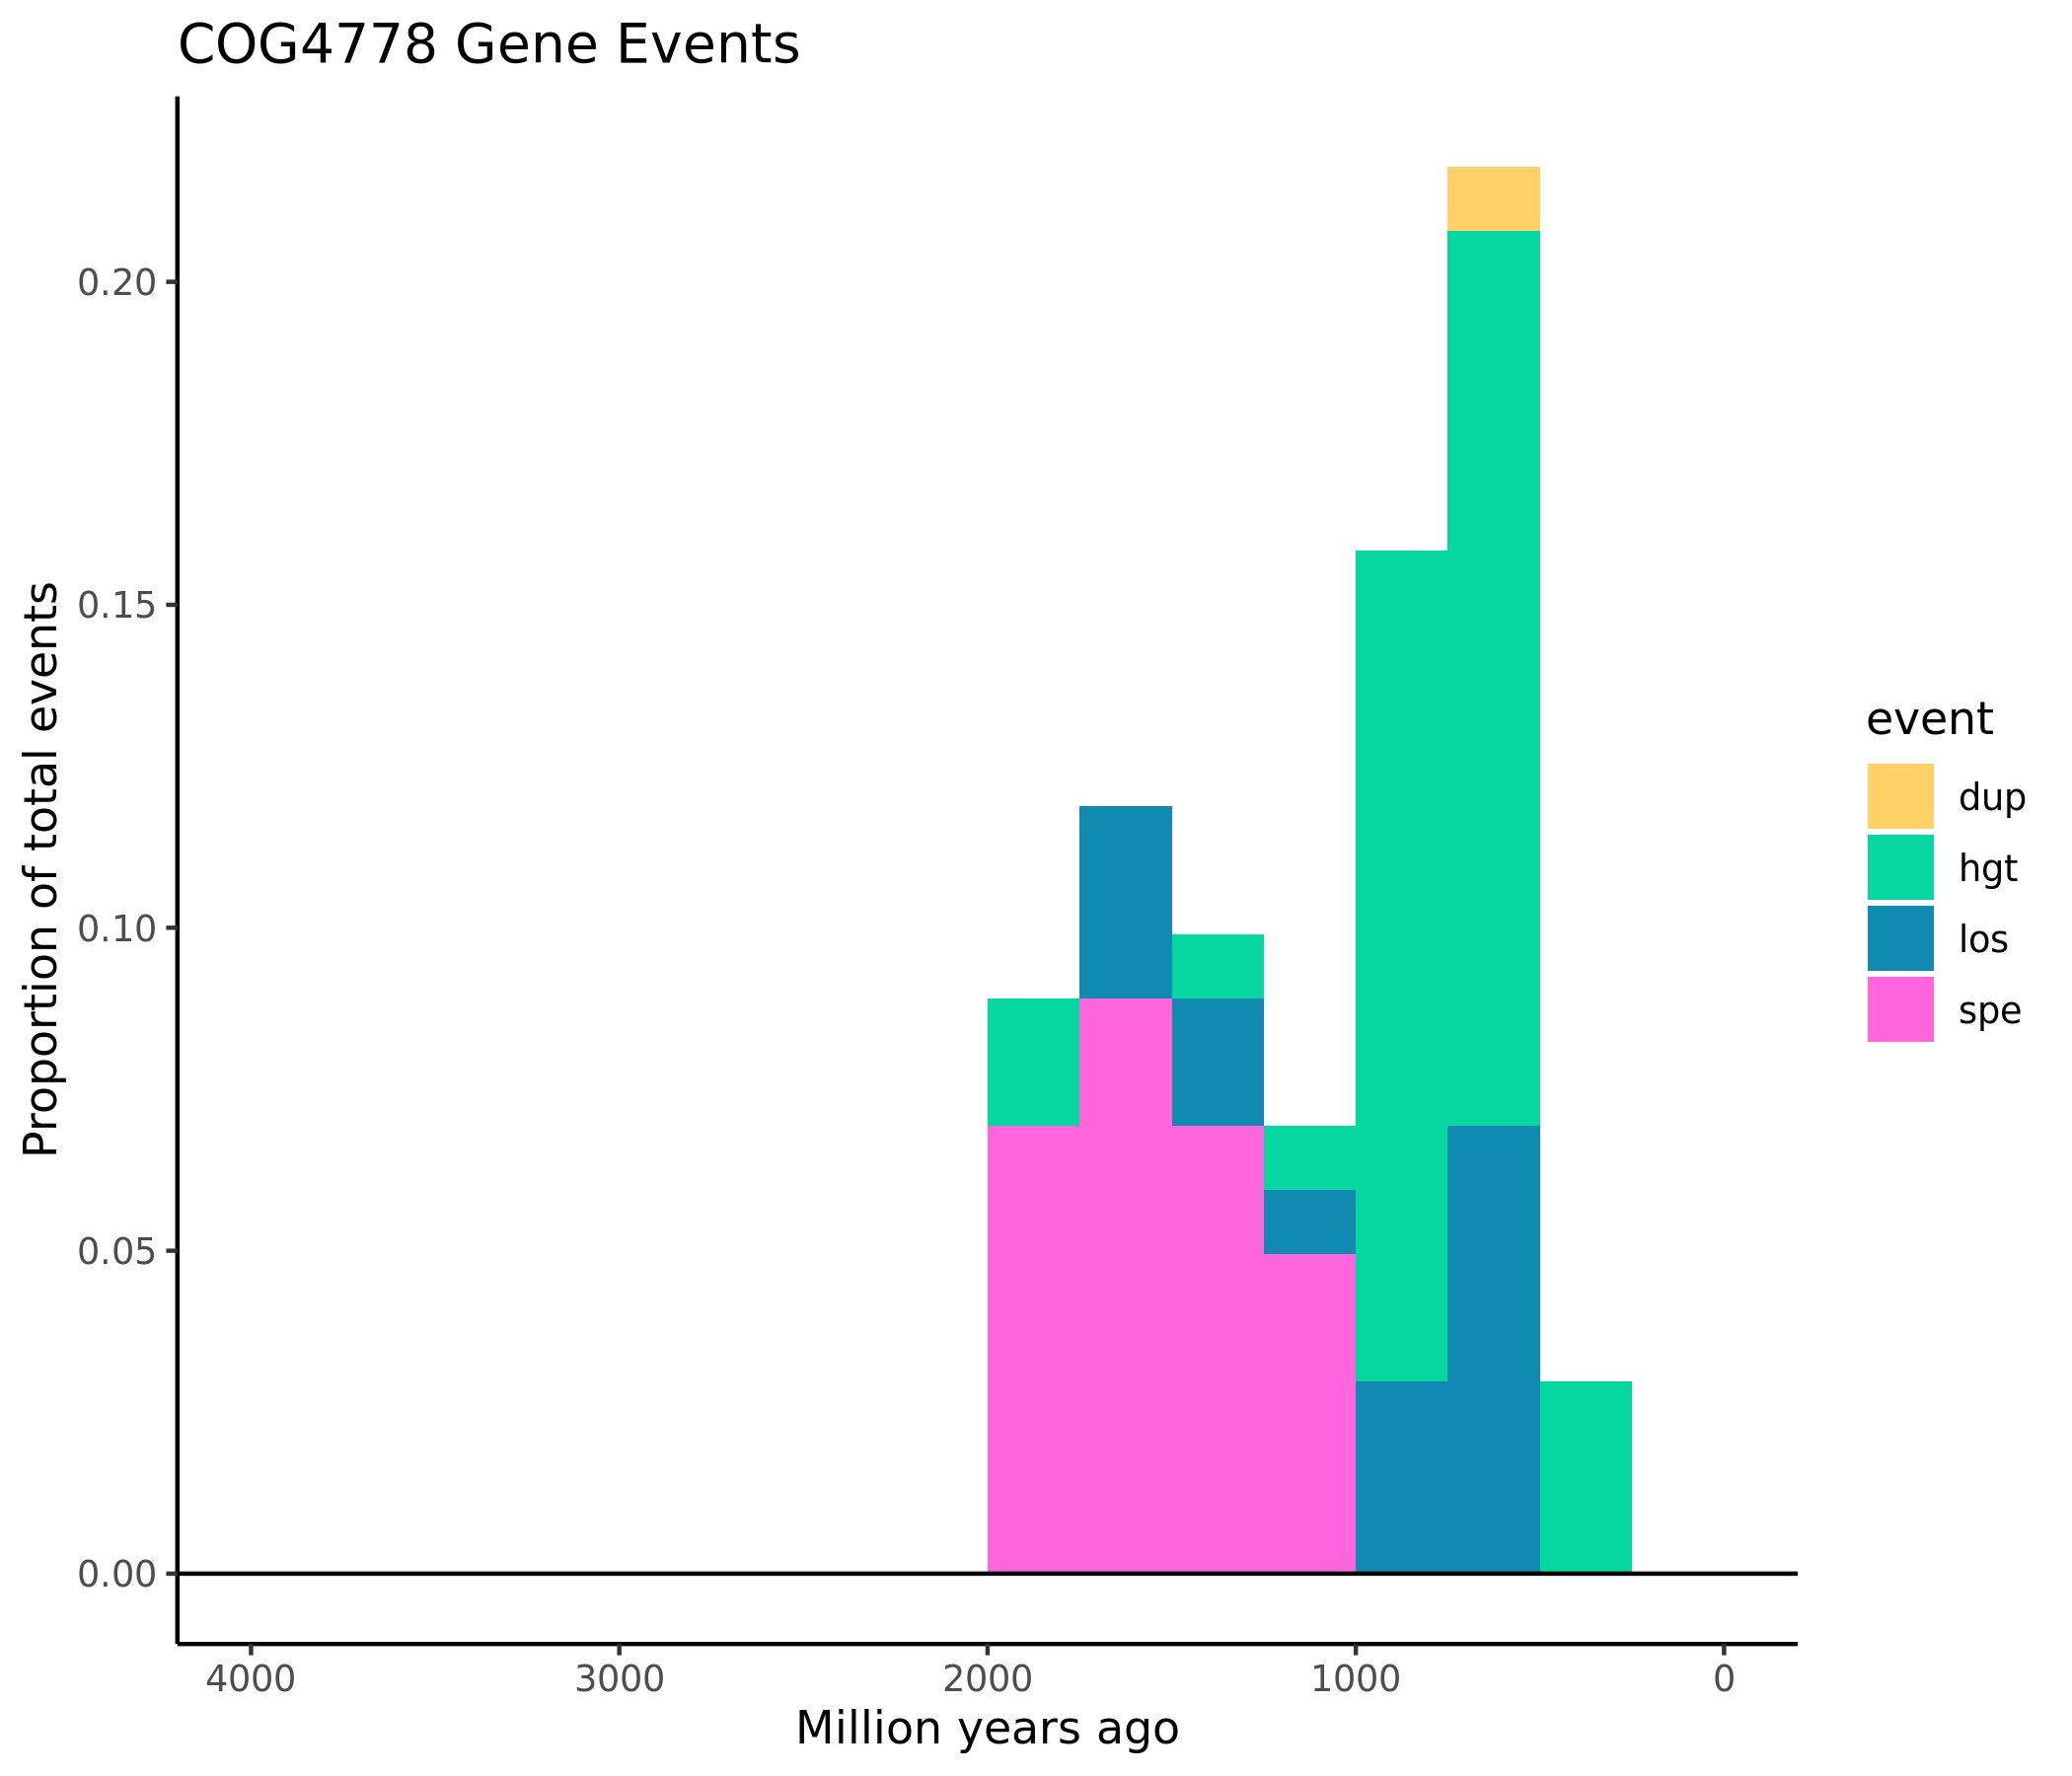 COG4778 Gene Events
Proportion of total events
0.20
0.15
0.10
0.05
0.00
4000 3000 2000 1000 0
Million years ago
event
dup
hgt
los
spe